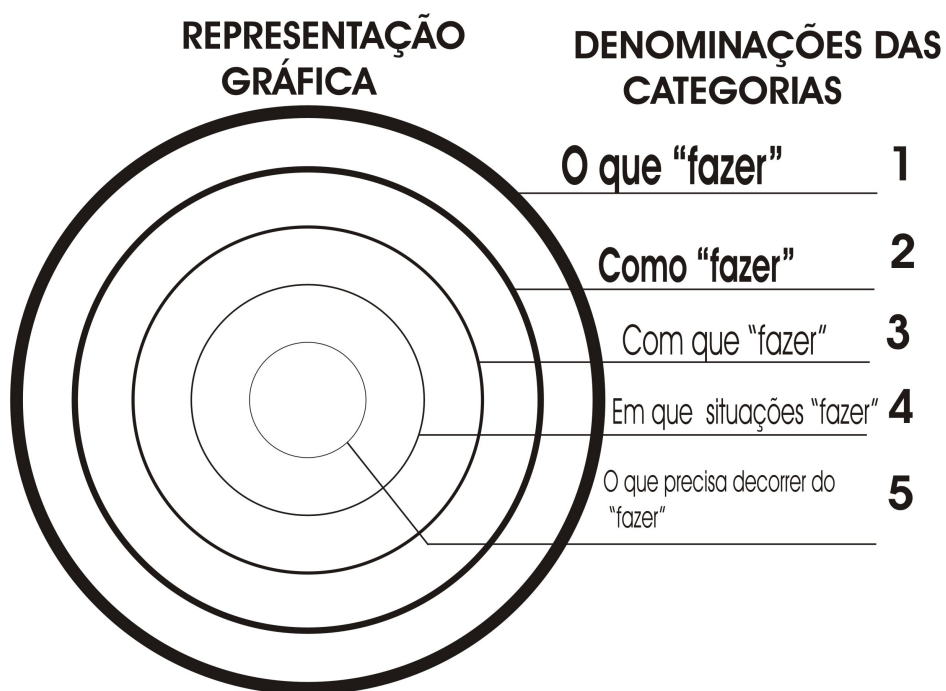 REPRESENTAÇÃO
GRÁFICA
DENOMINAÇÕES DAS
CATEGORIAS
O que “fazer” 1
Como “fazer” 2
Com que “fazer” 3
Em que situações “fazer” 4
O que precisa decorrer do 5
“fazer”